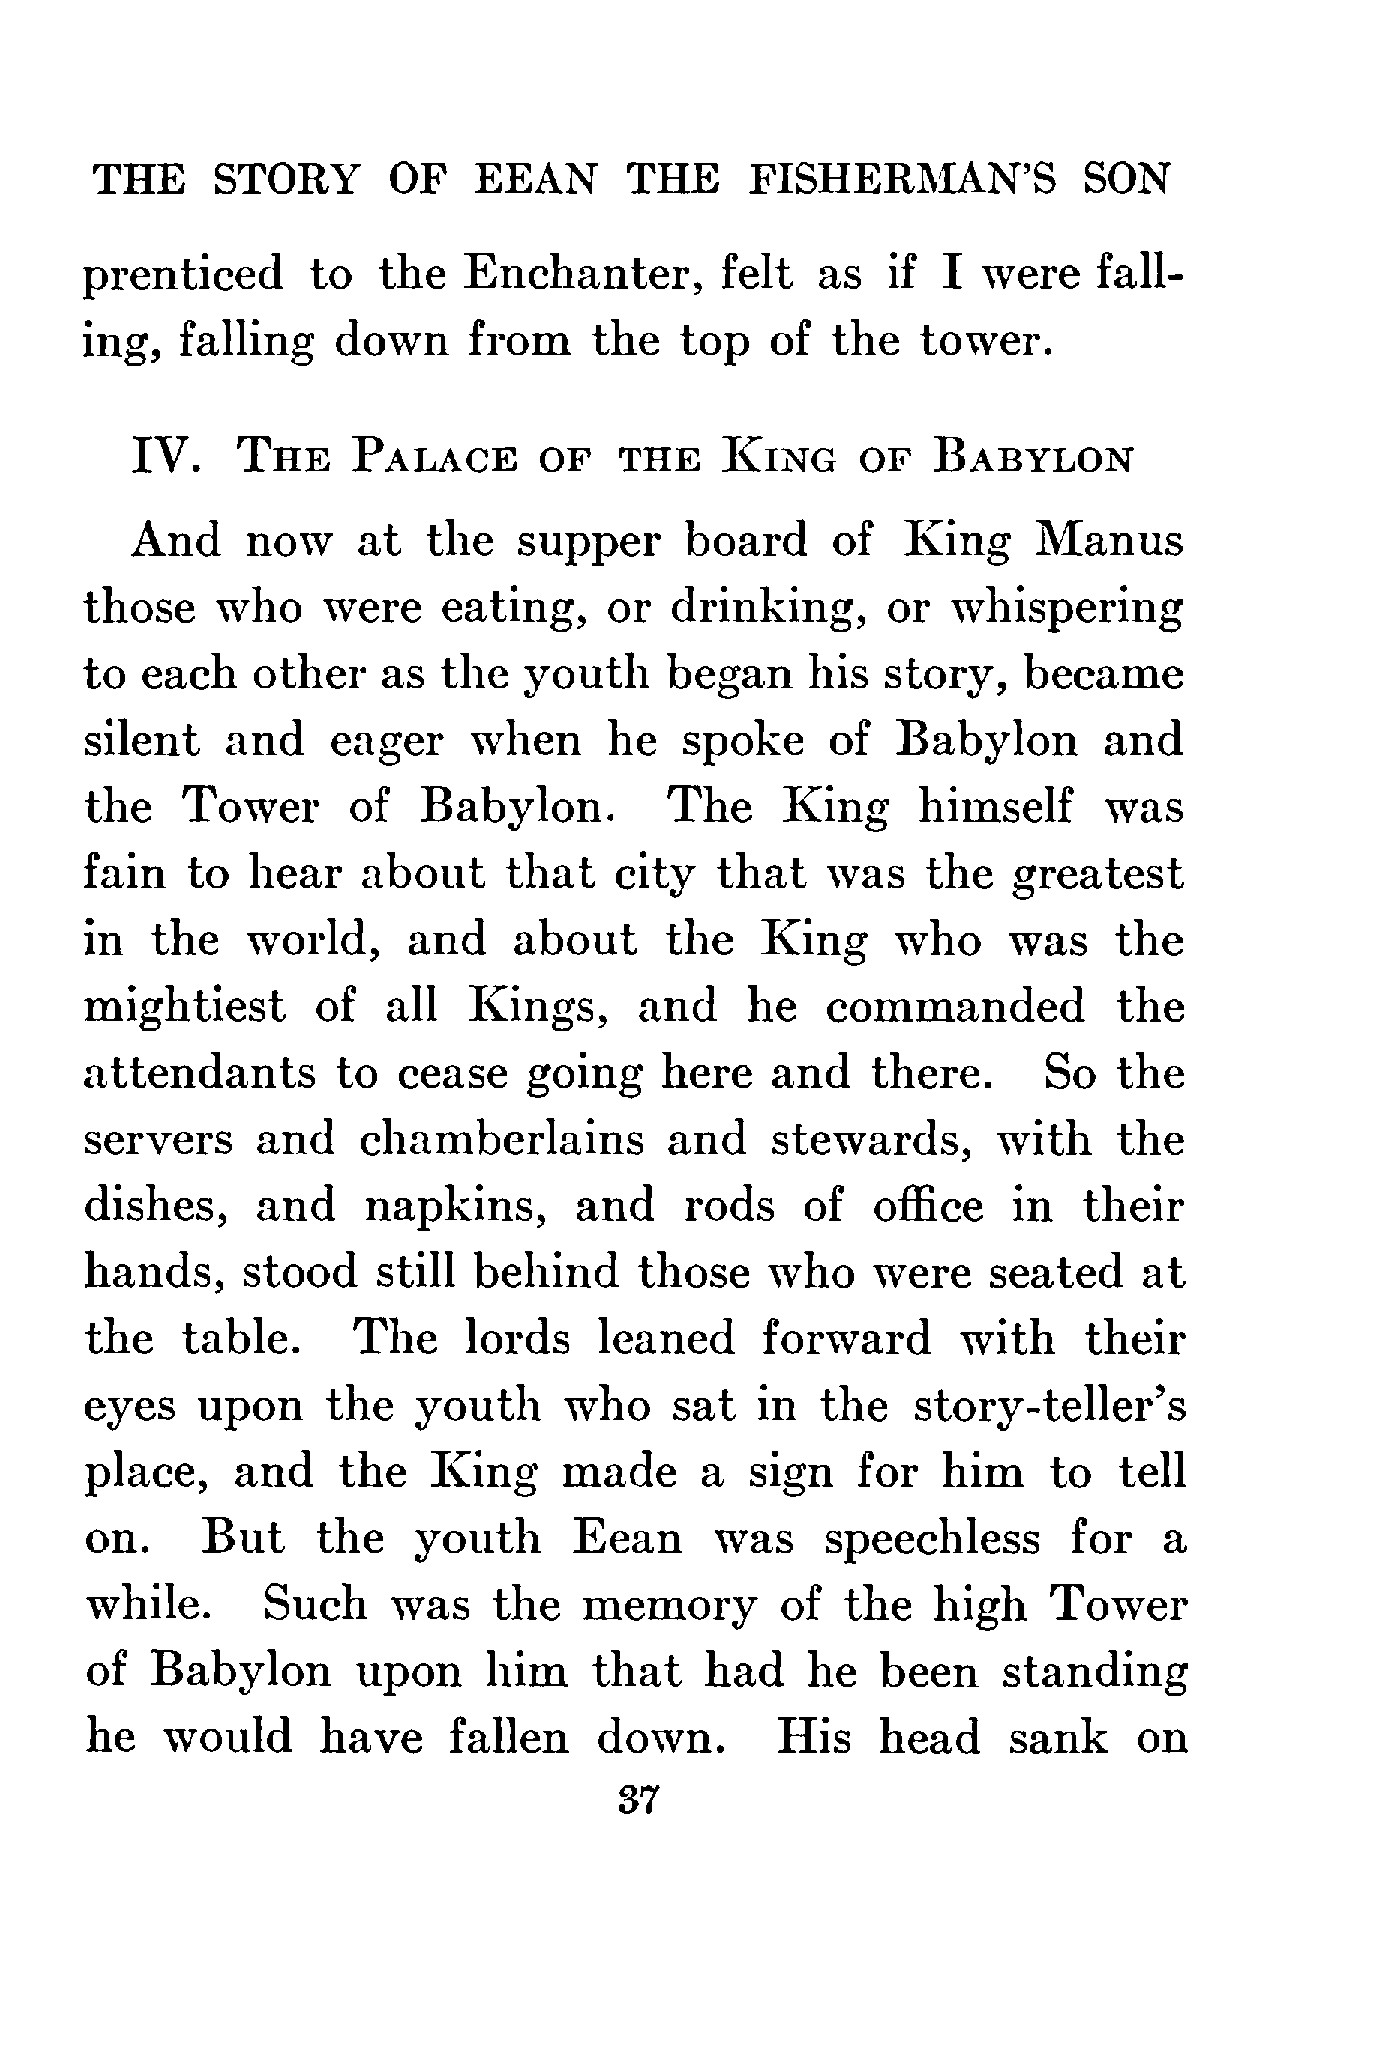 THE STORY OF EEAN THE FISHERMAN'S SON
prenticed to the Enchanter, felt as if I were fall-
ing, falling down from the top of the tower.
IV. The Palace of the King of Babylon
And now at the supper board of King Manus
those who were eating, or drinking, or whispering
to each other as the youth began his story, became
silent and eager when he spoke of Babylon and
the Tower of Babylon. The King himself was
fain to hear about that city that was the greatest
in the world, and about the King who was the
mightiest of all Kings, and he commanded the
attendants to cease going here and there. So the
servers and chamberlains and stewards, with the
dishes, and napkins, and rods of office in their
hands, stood still behind those who were seated at
the table. The lords leaned forward with their
eyes upon the youth who sat in the story-teller's
place, and the King made a sign for him to tell
on. But the youth Eean was speechless for a
while. Such was the memory of the high Tower
of Babylon upon him that had he been standing
he would have fallen down. His head sank on
37